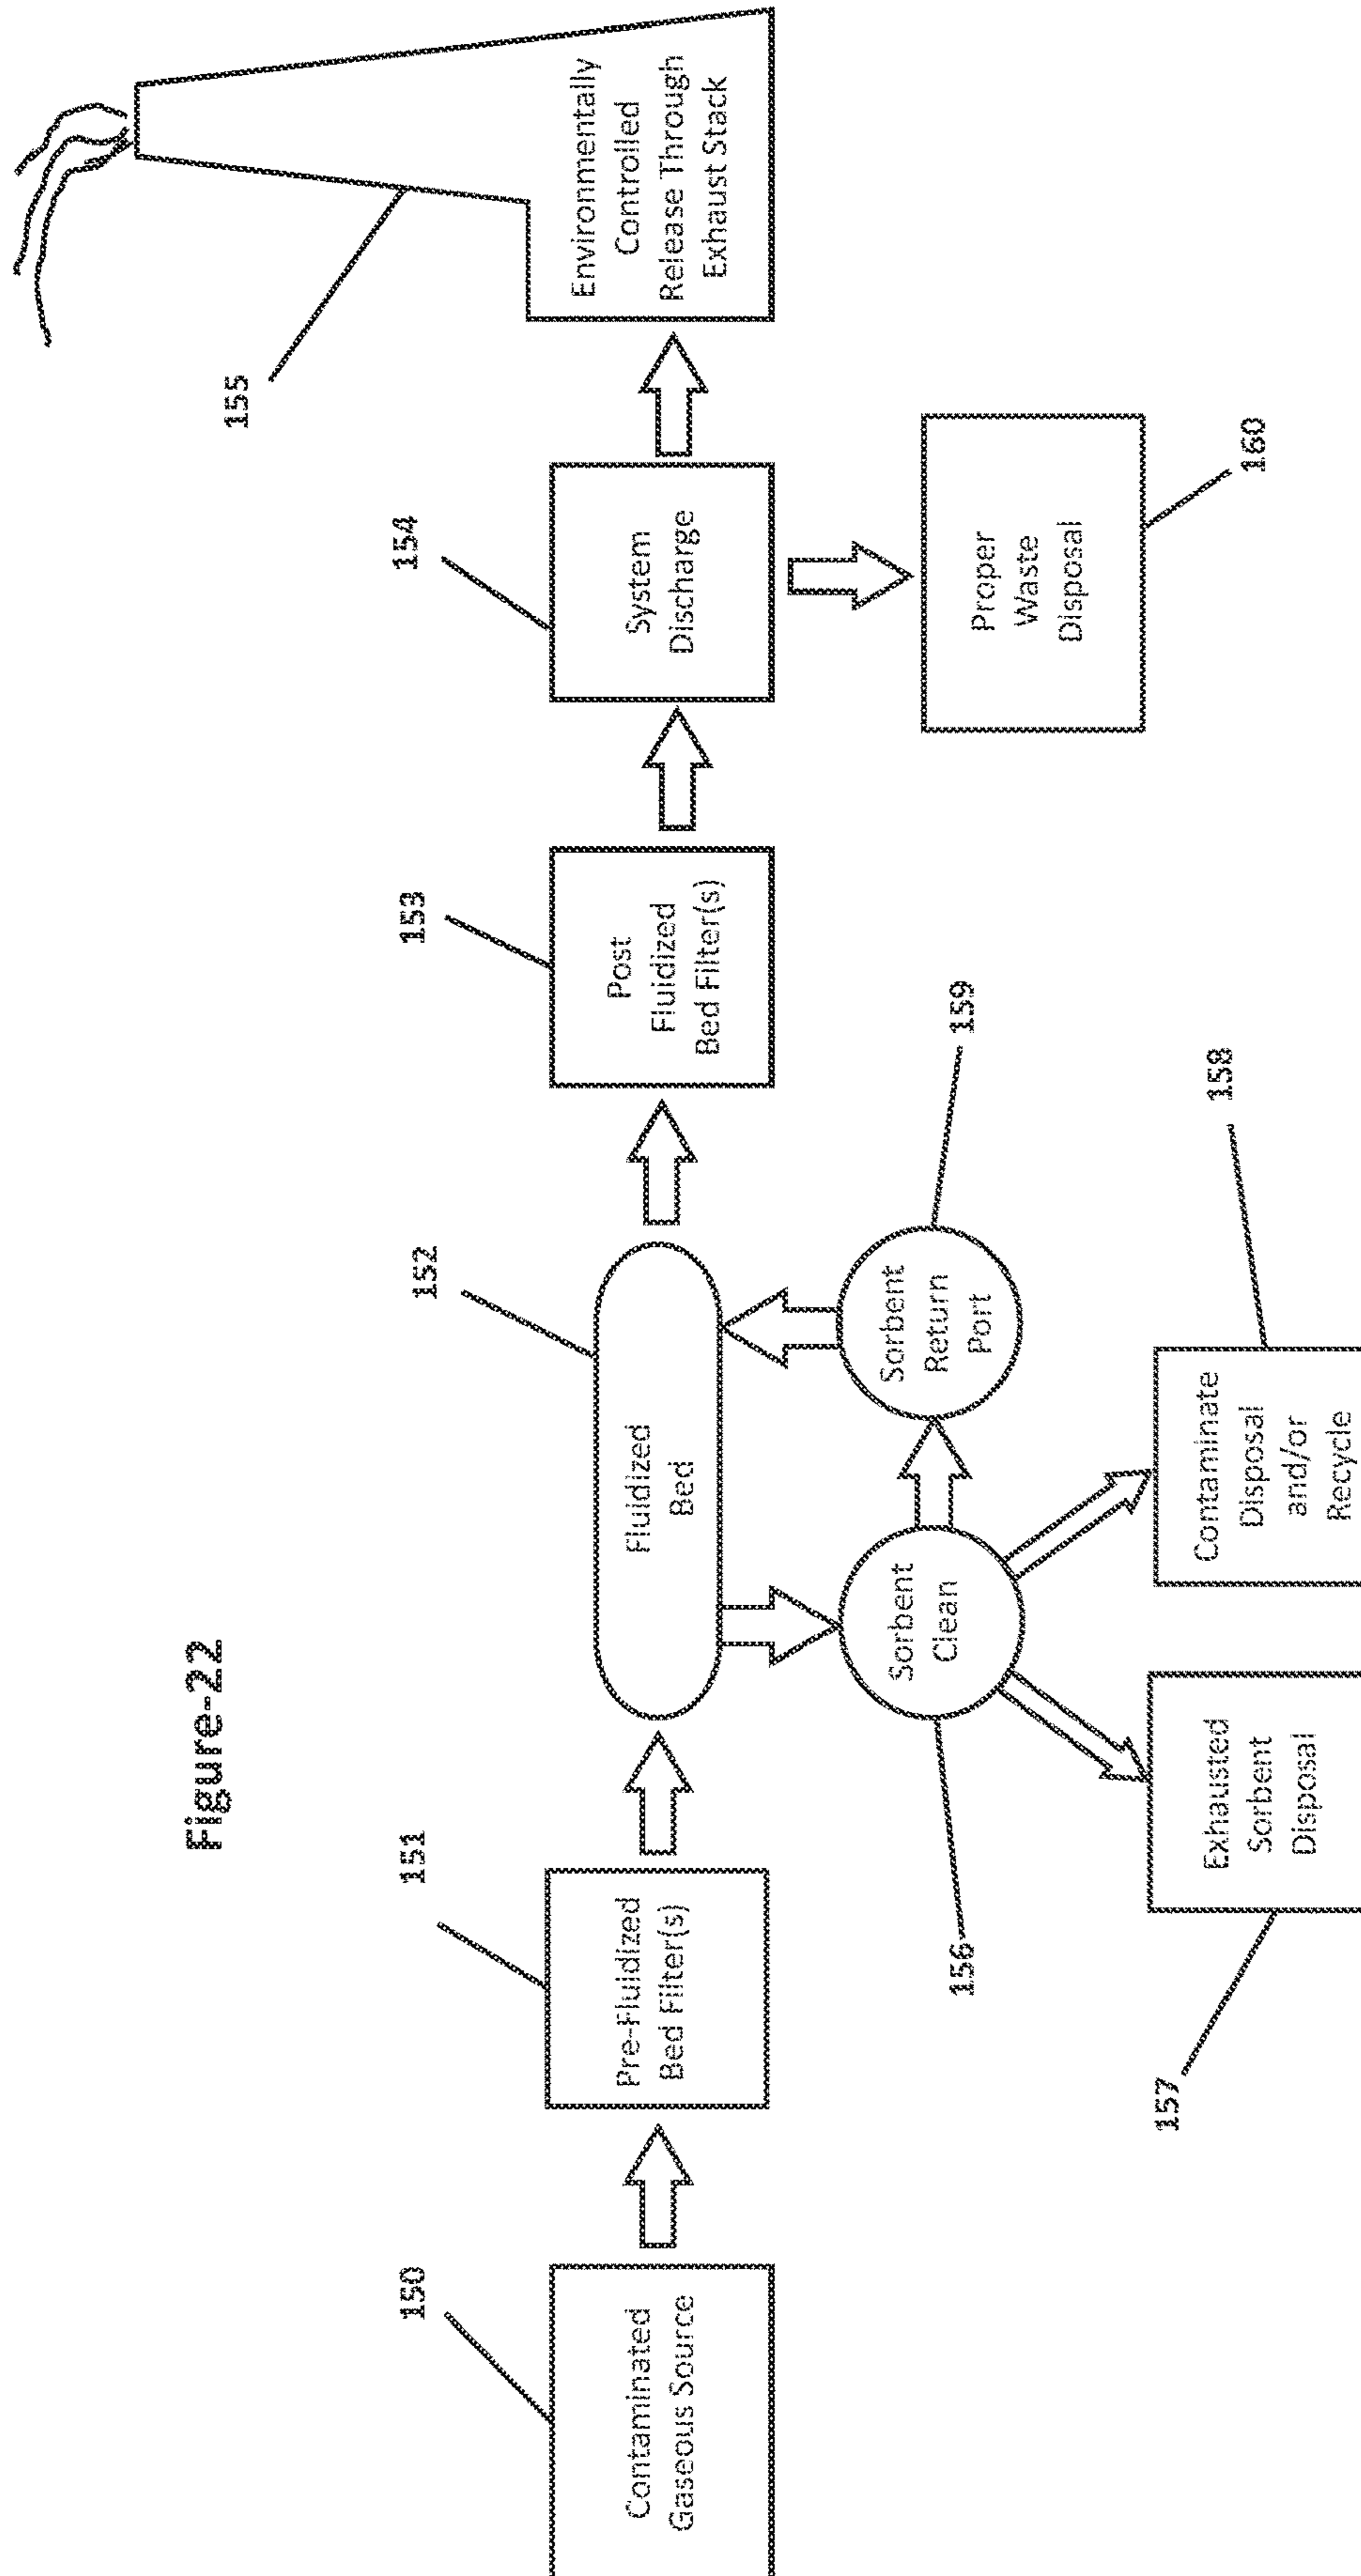 Figure-22
150
Contaminated
Gaseous Source
151
Pre-Fluidized
Bed Filter(s)
152
Fluidized
Bed
153
Post
Fluidized
Bed Filter(s)
154
System
Discharge
155
Environmentally
Controlled
Release Through
Exhaust Stack
156
Sorbent
Clean
159
Sorbent
Return
Port
157
Exhausted
Sorbent
Disposal
158
Contaminate
Disposal
and/or
Recycle
160
Proper
Waste
Disposal